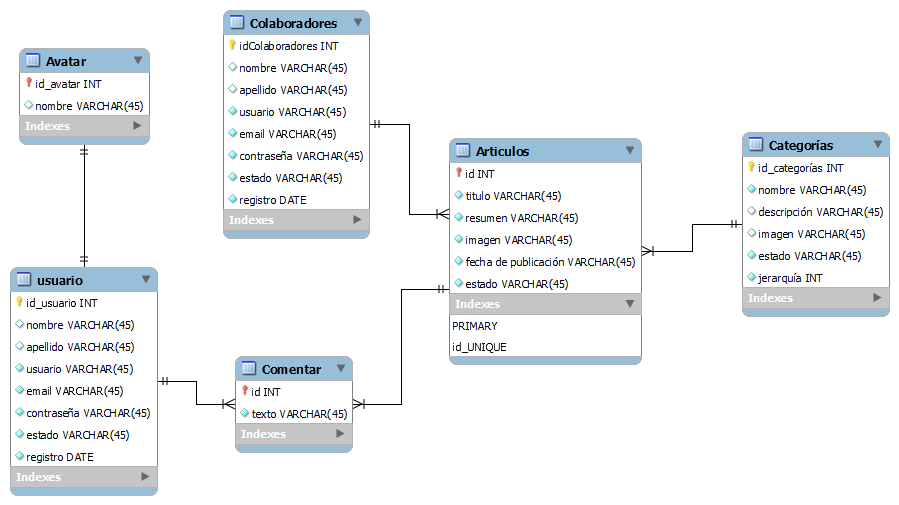 Avatar
id_avatar INT
nombre VARCHAR(45)
Indexes
Colaboradores
idColaboradores INT
nombre VARCHAR(45)
apellido VARCHAR(45)
usuario VARCHAR(45)
email VARCHAR(45)
contraseña VARCHAR(45)
estado VARCHAR(45)
registro DATE
Indexes
Articulos
id INT
titulo VARCHAR(45)
resumen VARCHAR(45)
imagen VARCHAR(45)
fecha de publicación VARCHAR(45)
estado VARCHAR(45)
Indexes
PRIMARY
id_UNIQUE
Categorías
id_categorías INT
nombre VARCHAR(45)
descripción VARCHAR(45)
imagen VARCHAR(45)
estado VARCHAR(45)
jerarquía INT
Indexes
usuario
id_usuario INT
nombre VARCHAR(45)
apellido VARCHAR(45)
usuario VARCHAR(45)
email VARCHAR(45)
contraseña VARCHAR(45)
estado VARCHAR(45)
registro DATE
Indexes
Comentar
id INT
texto VARCHAR(45)
Indexes